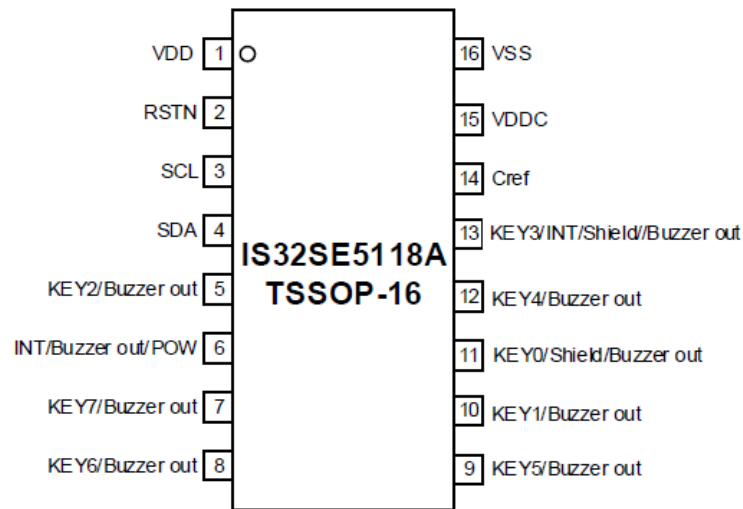 VDD 1 16 VSS
RSTN 2 15 VDDC
SCL 3 14 Cref
SDA 4 13 KEY3/INT/Shield//Buzzer out
IS32SE5118A
TSSOP-16
KEY2/Buzzer out 5 12 KEY4/Buzzer out
INT/Buzzer out/POW 6 11 KEY0/Shield/Buzzer out
KEY7/Buzzer out 7 10 KEY1/Buzzer out
KEY6/Buzzer out 8 9 KEY5/Buzzer out